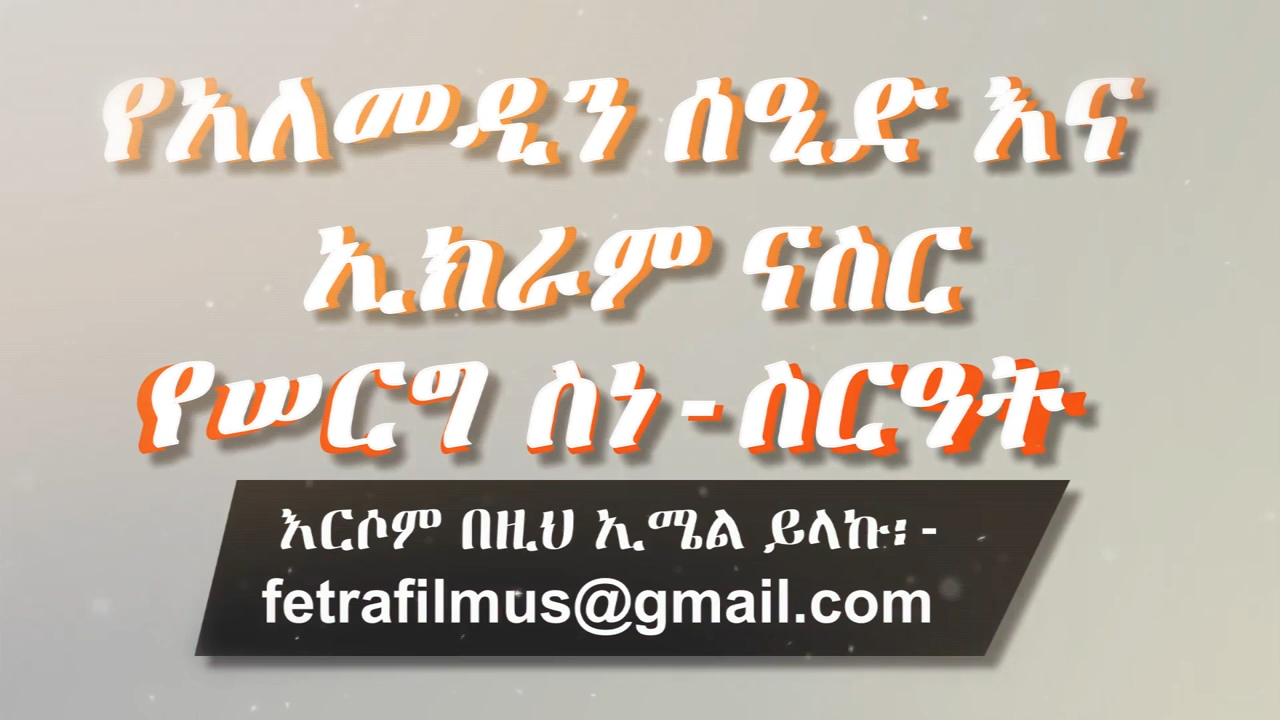 የአለመዲን ሰዒድ እና
ኢክራም ናስር
የሠርግ ስነ-ስርዓት
እርሶም በዚህ ኢሜል ይላኩ፡-
fetrafilmus@gmail.com